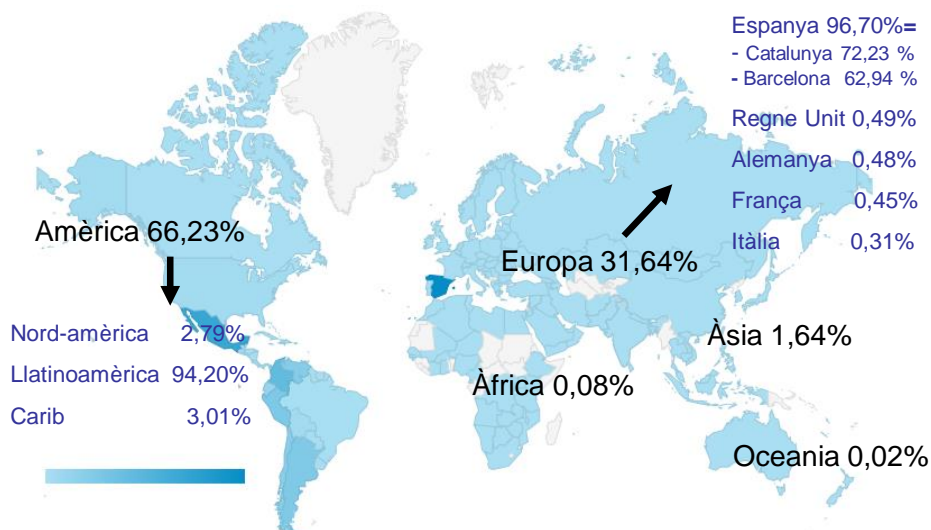 Espanya 96,70%=
- Catalunya 72,23 %
- Barcelona 62,94 %
Regne Unit 0,49%
Alemanya 0,48%
França 0,45%
Itàlia 0,31%
Amèrica 66,23%
Europa 31,64%
Nord-amèrica 2,79%
Llatinoamèrica 94,20%
Carib 3,01%
Àsia 1,64%
Àfrica 0,08%
Oceania 0,02%